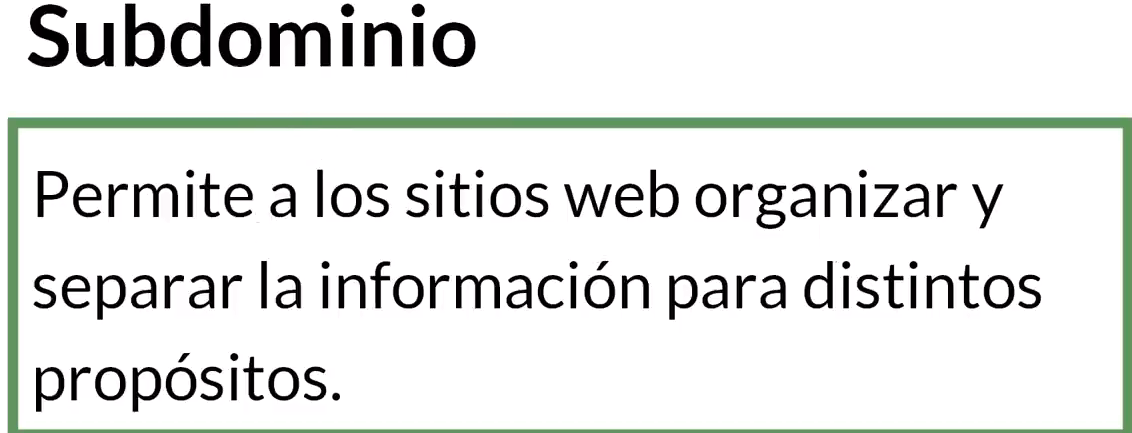 Subdominio
Permite a los sitios web organizar y
separar la información para distintos
propósitos.